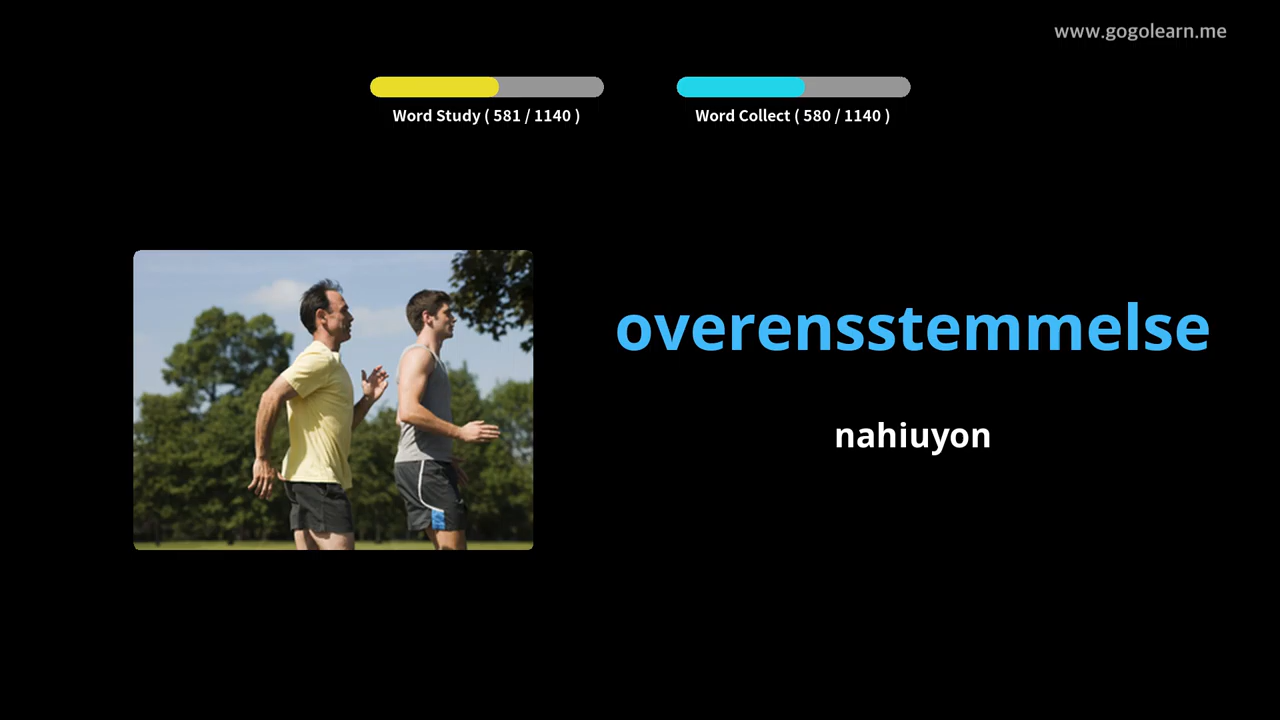 www.gogolearn.me
Word Study ( 581 / 1140 )
Word Collect ( 580 / 1140 )
overensstemmelse
nahiuyon